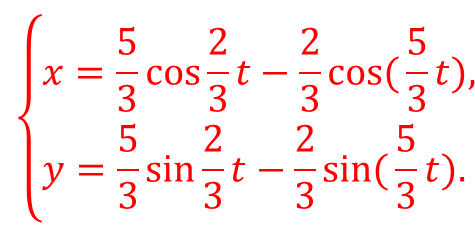 x = 5/3 cos 2/3 t − 2/3 cos(5/3 t),
y = 5/3 sin 2/3 t − 2/3 sin(5/3 t).